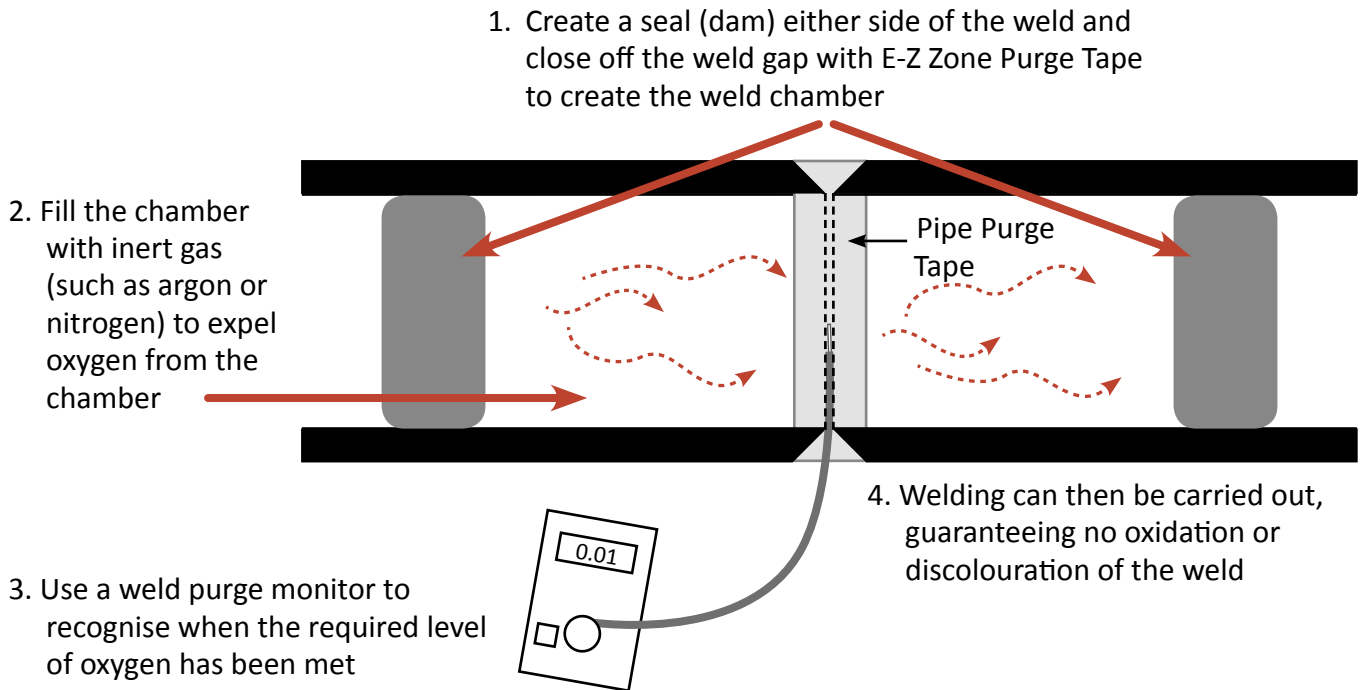 1. Create a seal (dam) either side of the weld and
close off the weld gap with E-Z Zone Purge Tape
to create the weld chamber
2. Fill the chamber
with inert gas
(such as argon or
nitrogen) to expel
oxygen from the
chamber
Pipe Purge
Tape
3. Use a weld purge monitor to
recognise when the required level
of oxygen has been met
0.01
4. Welding can then be carried out,
guaranteeing no oxidation or
discolouration of the weld